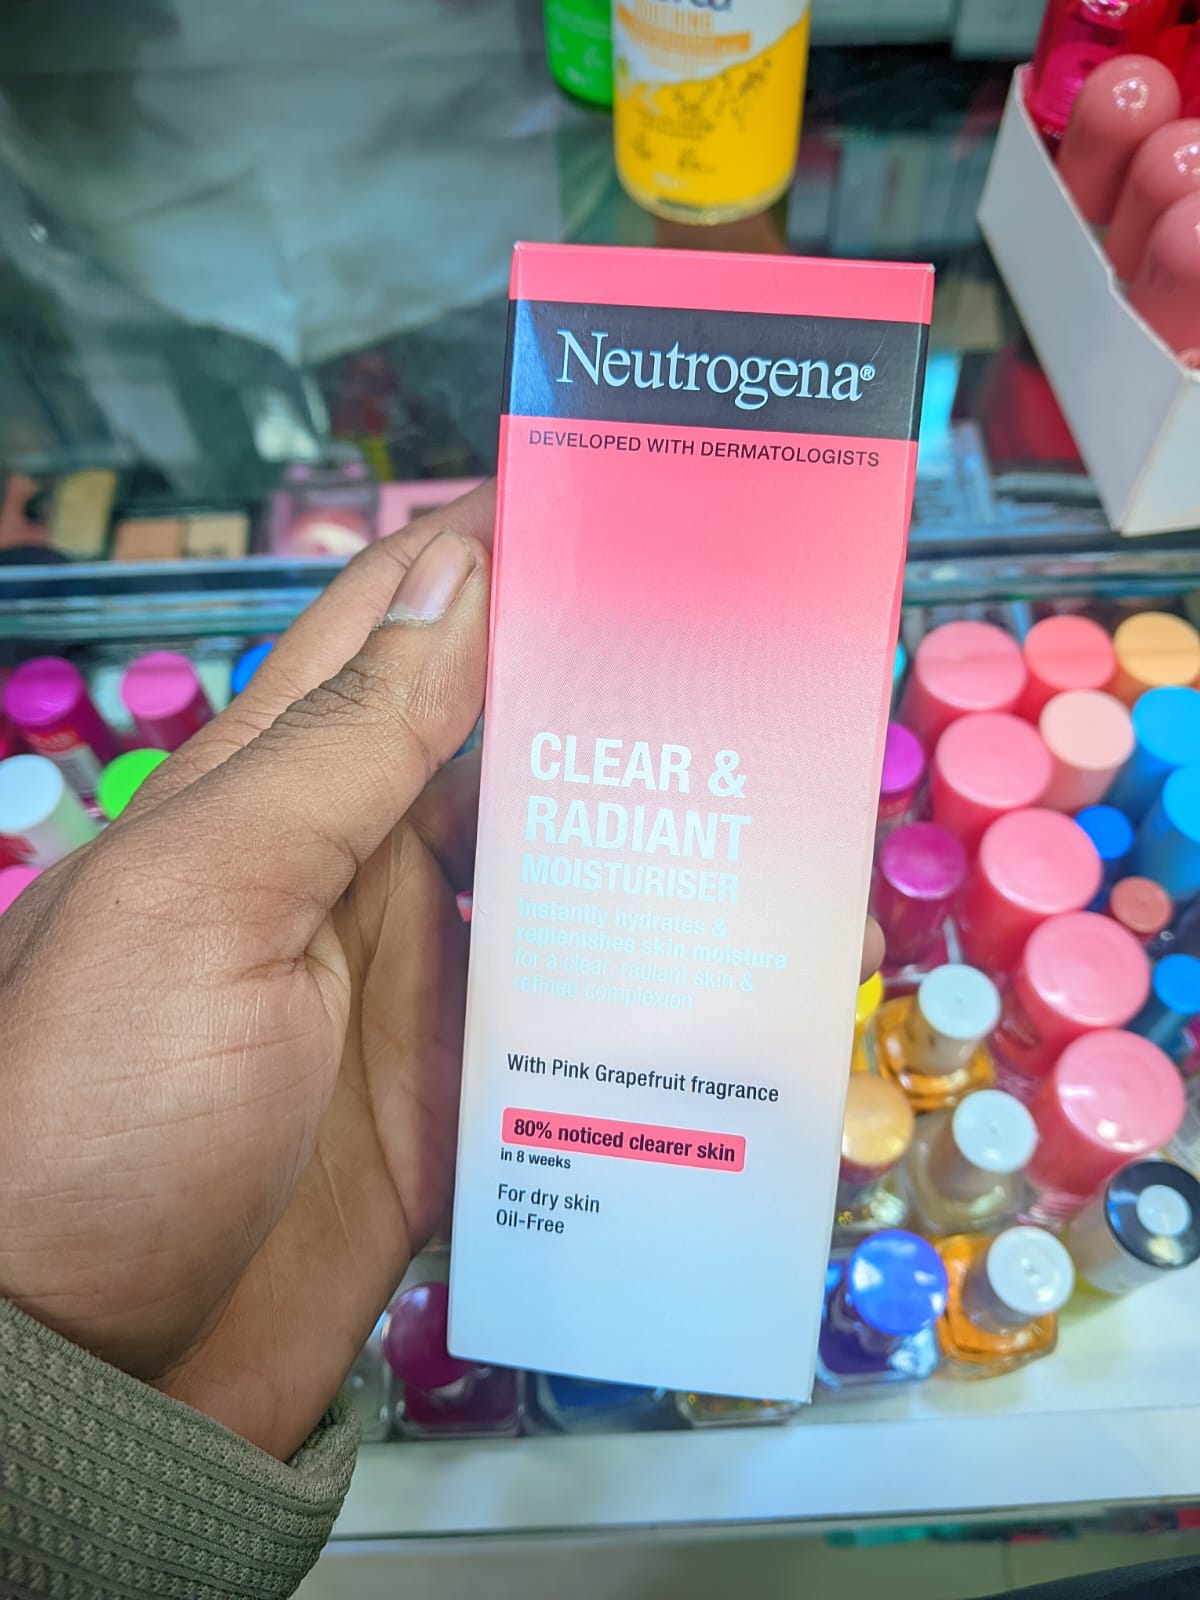 Neutrogena®
DEVELOPED WITH DERMATOLOGISTS
CLEAR &
RADIANT
MOISTURISER
Instantly hydrates &
replenishes skin moisture
for a clear, radiant skin &
refined complexion
With Pink Grapefruit fragrance
80% noticed clearer skin
in 8 weeks
For dry skin
Oil-Free